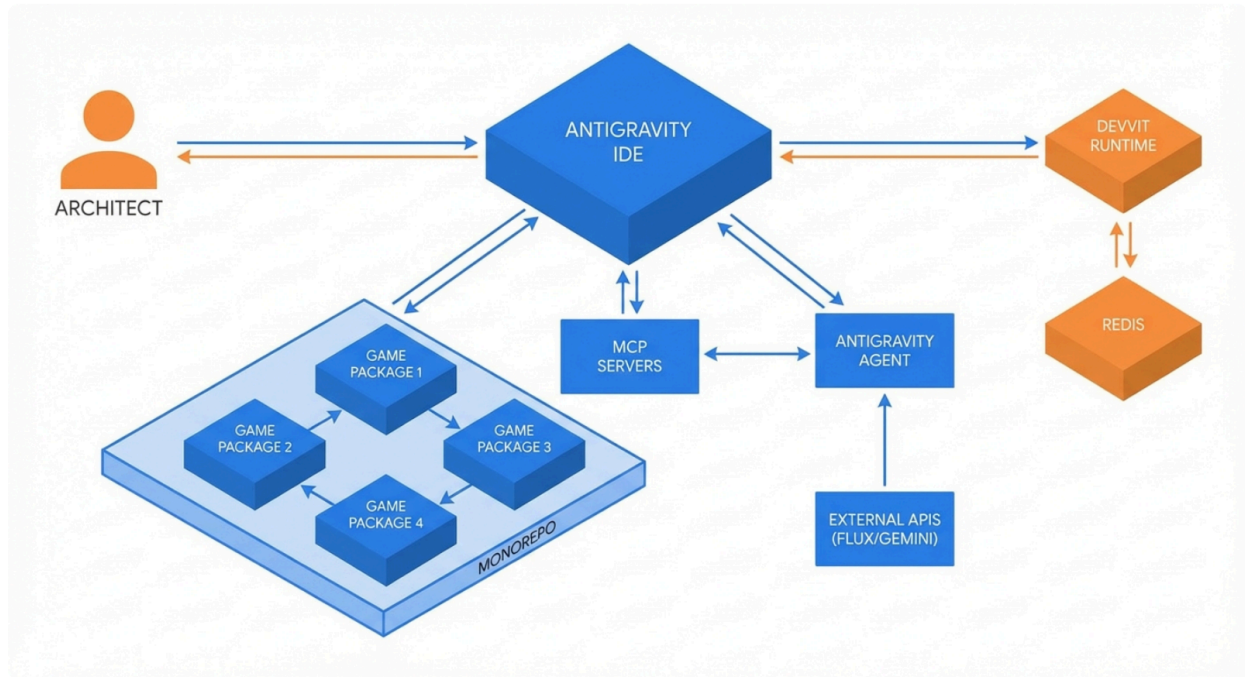 ANTIGRAVITY
IDE
DEVVIT
RUNTIME
ARCHITECT
MCP
SERVERS
ANTIGRAVITY
AGENT
REDIS
GAME
PACKAGE 1
GAME
PACKAGE 2
GAME
PACKAGE 3
GAME
PACKAGE 4
MONOREPO
EXTERNAL APIS
(FLUX/GEMINI)